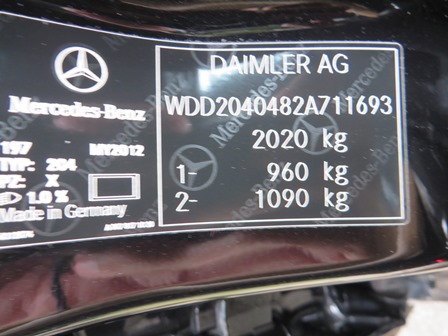 Mercedes-Benz
197 MY2012
TYP: 204
PZ: X
1.0 %
Made in Germany
DAIMLER AG
WDD2040482A711693
2020 kg
1- 960 kg
2- 1090 kg